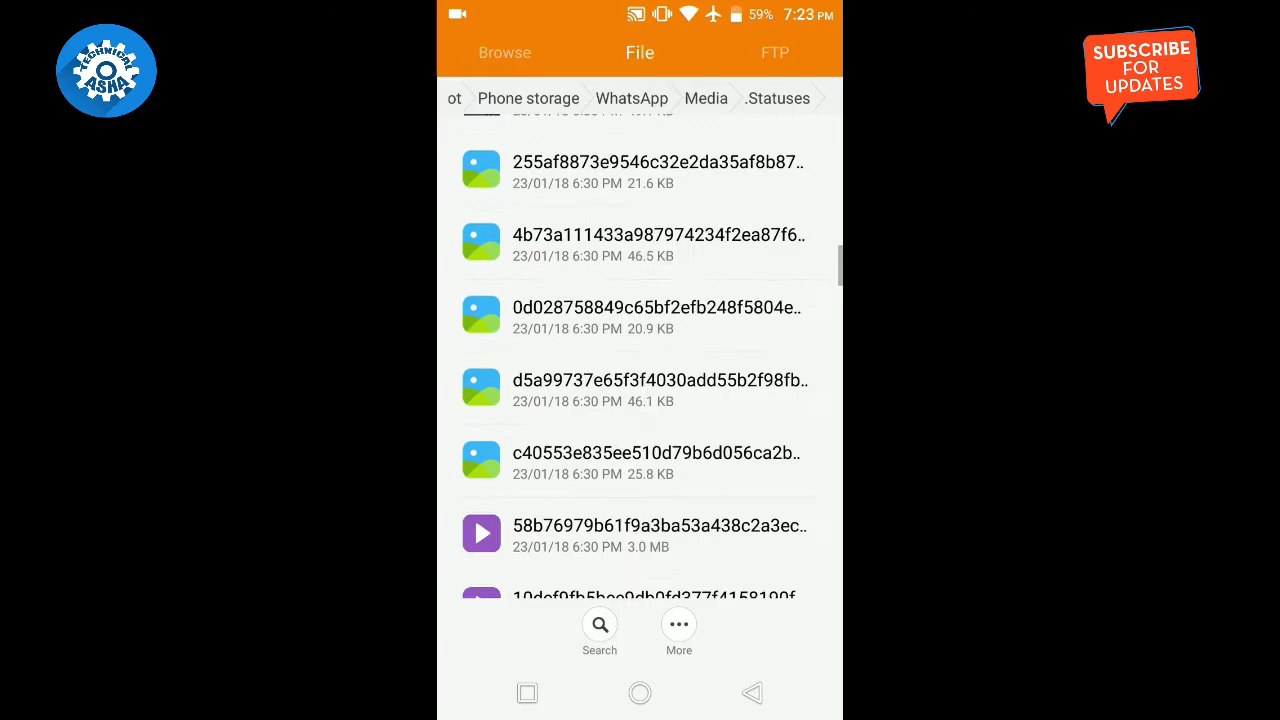 59% 7:23 PM
Browse File FTP
TECHNICAL
ASHA
SUBSCRIBE
FOR
UPDATES
ot Phone storage WhatsApp Media .Statuses
255af8873e9546c32e2da35af8b87..
23/01/18 6:30 PM 21.6 KB
4b73a111433a987974234f2ea87f6..
23/01/18 6:30 PM 46.5 KB
0d028758849c65bf2efb248f5804e..
23/01/18 6:30 PM 20.9 KB
d5a99737e65f3f4030add55b2f98fb..
23/01/18 6:30 PM 46.1 KB
c40553e835ee510d79b6d056ca2b..
23/01/18 6:30 PM 25.8 KB
58b76979b61f9a3ba53a438c2a3ec..
23/01/18 6:30 PM 3.0 MB
Search More